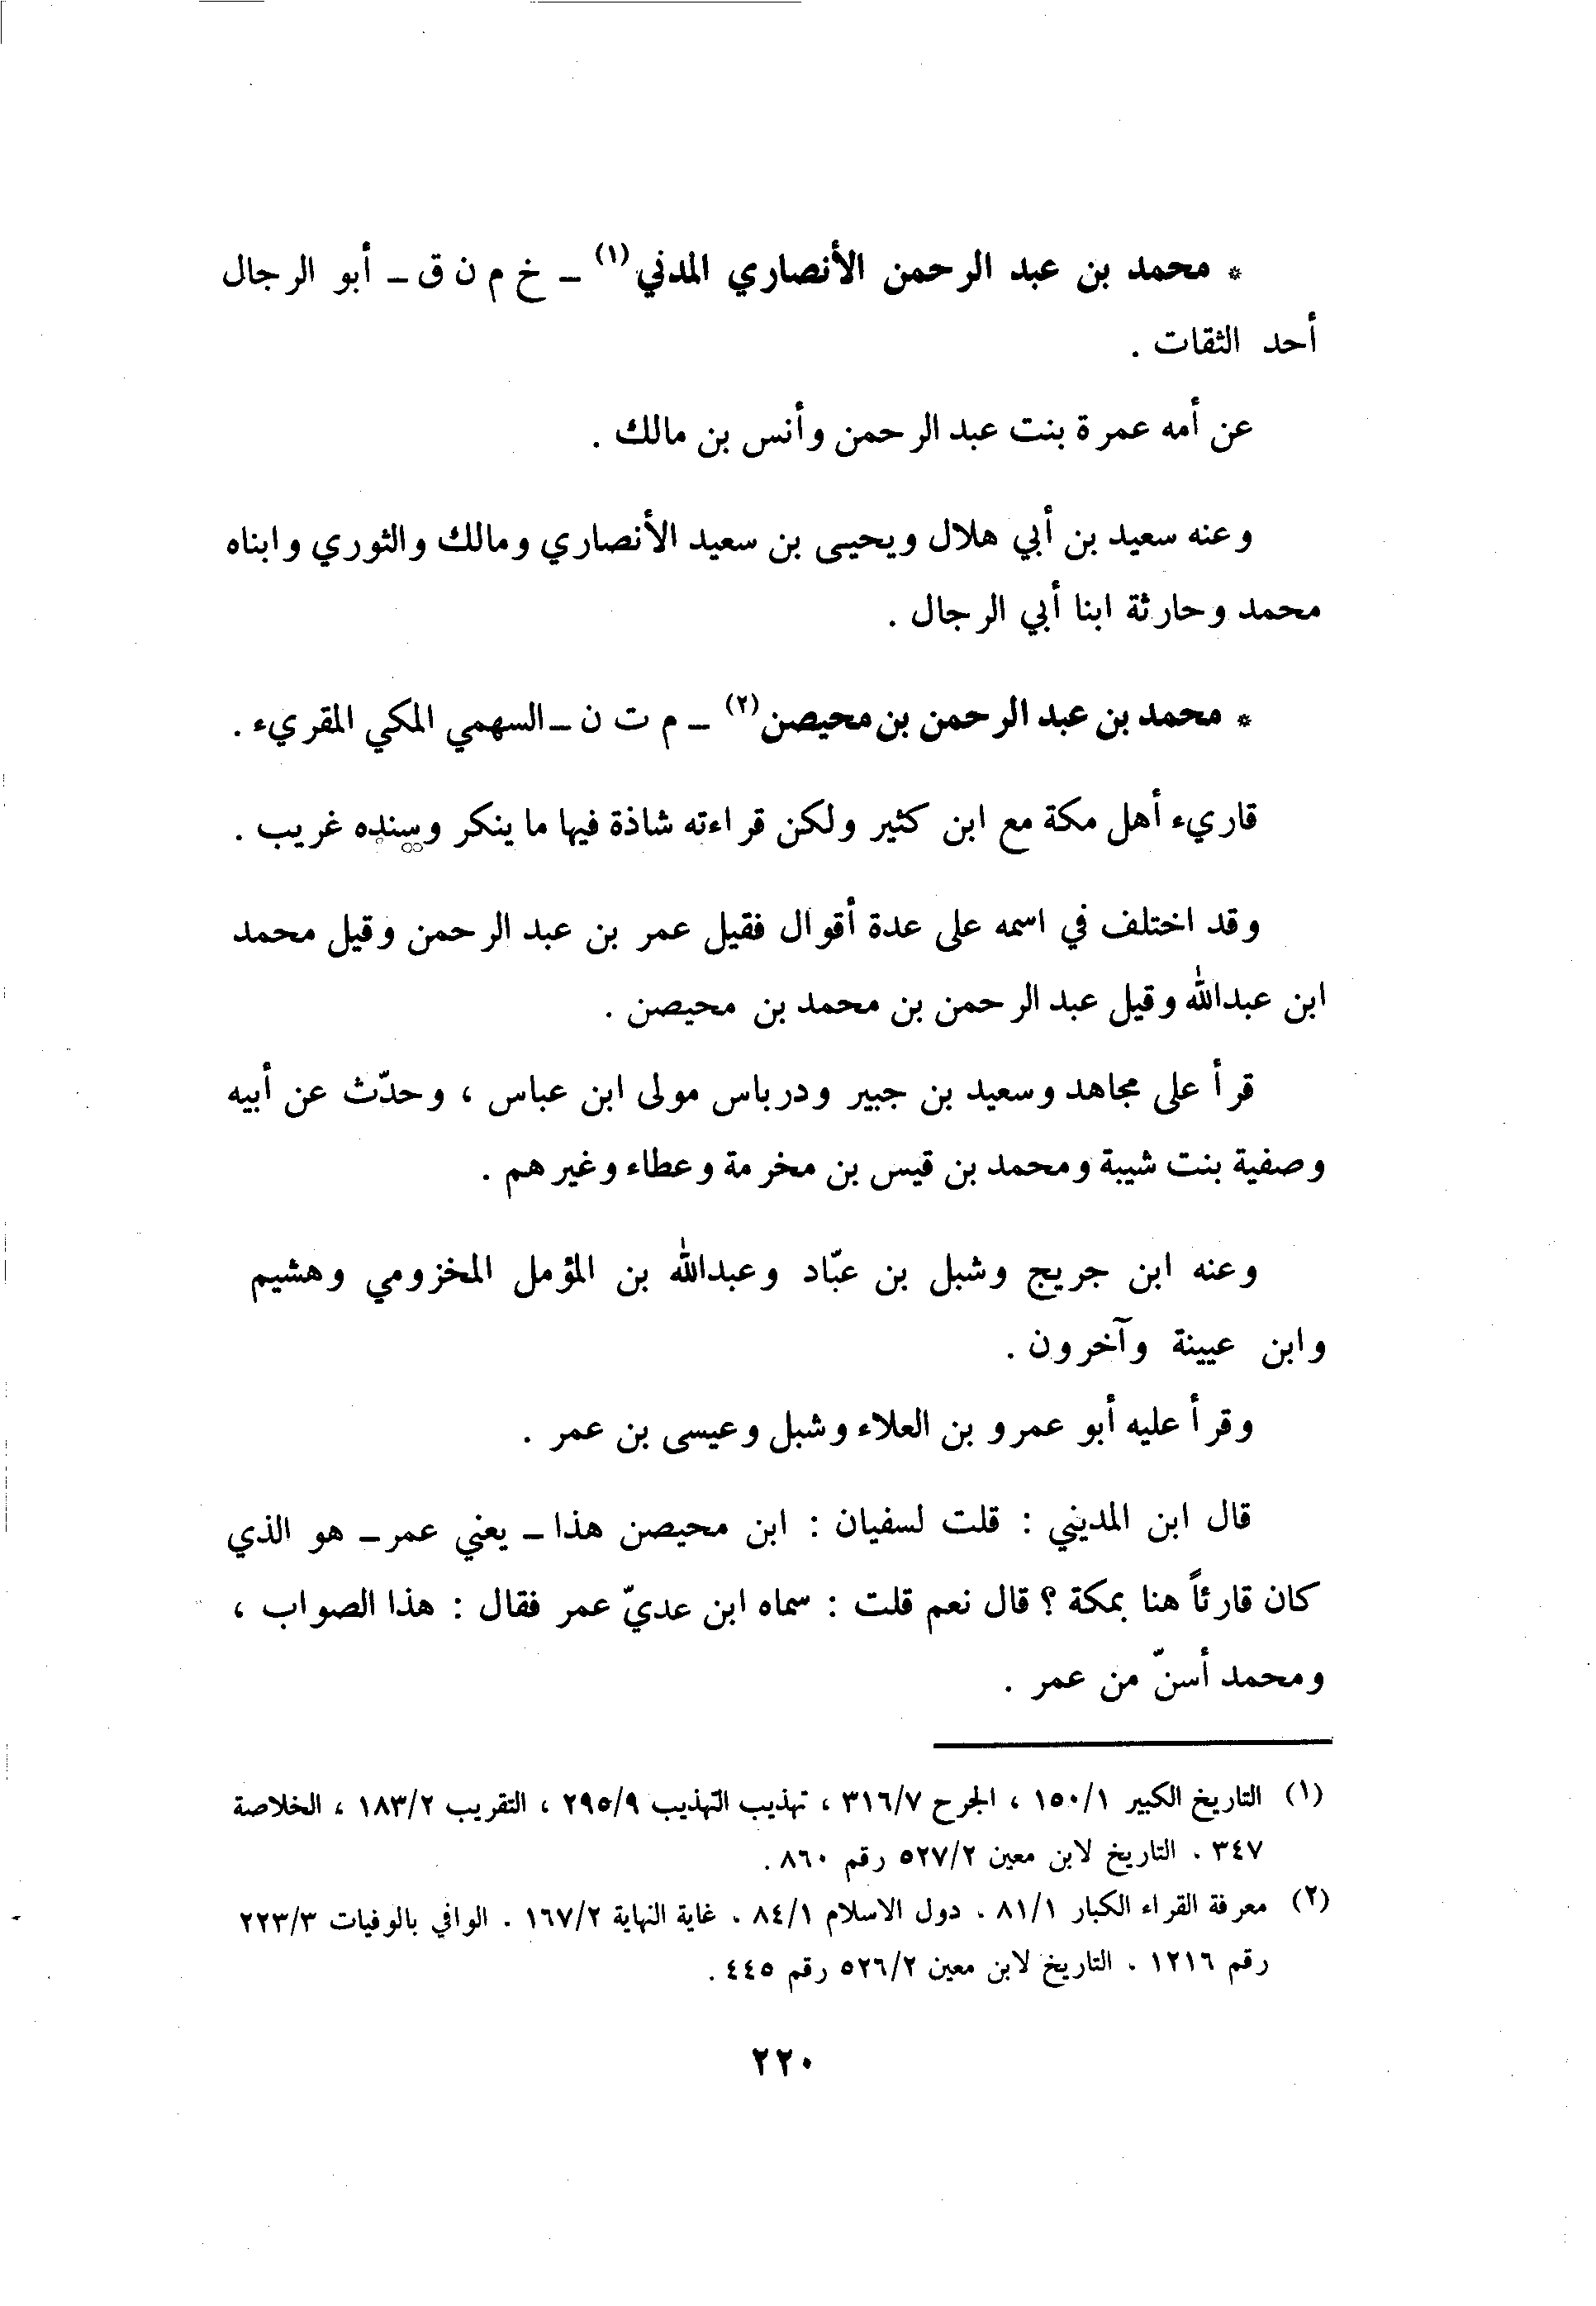 * محمد بن عبد الرحمن الأنصاري المدني(١) ـ خ م ن ق ـ أبو الرجال
أحد الثقات .
عن أمه عمرة بنت عبد الرحمن وأنس بن مالك .
وعنه سعيد بن أبي هلال ويحيى بن سعيد الأنصاري ومالك والثوري وابناه
محمد وحارثة ابنا أبي الرجال .
* محمد بن عبد الرحمن بن محيصن(٢) ـ م ت ن ـ السهمي المكي المقريء .
قاريء أهل مكة مع ابن كثير ولكن قراءته شاذة فيها ما ينكر وسنده غريب .
وقد اختلف في اسمه على عدة أقوال فقيل عمر بن عبد الرحمن وقيل محمد
ابن عبدالله وقيل عبد الرحمن بن محمد بن محيصن .
قرأ على مجاهد وسعيد بن جبير ودرباس مولى ابن عباس ، وحدّث عن أبيه
وصفية بنت شيبة ومحمد بن قيس بن مخرمة وعطاء وغيرهم .
وعنه ابن جريج وشبل بن عبّاد وعبدالله بن المؤمل المخزومي وهشيم
وابن عيينة وآخرون .
وقرأ عليه أبو عمرو بن العلاء وشبل وعيسى بن عمر .
قال ابن المديني : قلت لسفيان : ابن محيصن هذا ـ يعني عمر ـ هو الذي
كان قارئاً هنا بمكة ؟ قال نعم قلت : سماه ابن عديّ عمر فقال : هذا الصواب ،
ومحمد أسنّ من عمر .
(١) التاريخ الكبير ١/١٥٠ ، الجرح ٣١٦/٧ ، تهذيب التهذيب ٢٩٥/٩ ، التقريب ١٨٣/٢ ، الخلاصة
٣٤٧ . التاريخ لابن معين ٥٢٧/٢ رقم ٨٦٠ .
(٢) معرفة القراء الكبار ٨١/١ . دول الاسلام ٨٤/١ . غاية النهاية ١٦٧/٢ . الوافي بالوفيات ٢٢٣/٣
رقم ١٢١٦ . التاريخ لابن معين ٥٢٦/٢ رقم ٤٤٥ .
٢٢٠